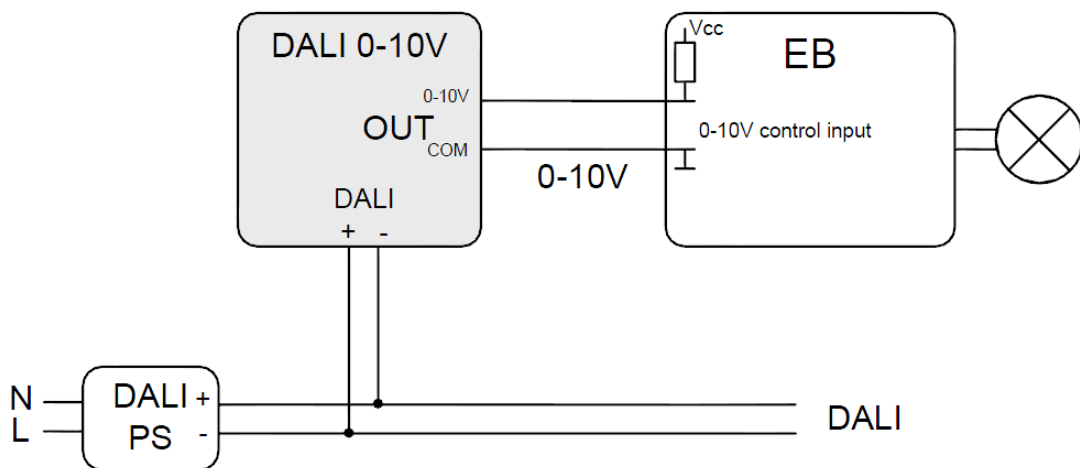 DALI 0-10V
0-10V
OUT
COM
DALI
+ -
Vcc
EB
0-10V control input
0-10V
N
L
DALI +
PS -
DALI